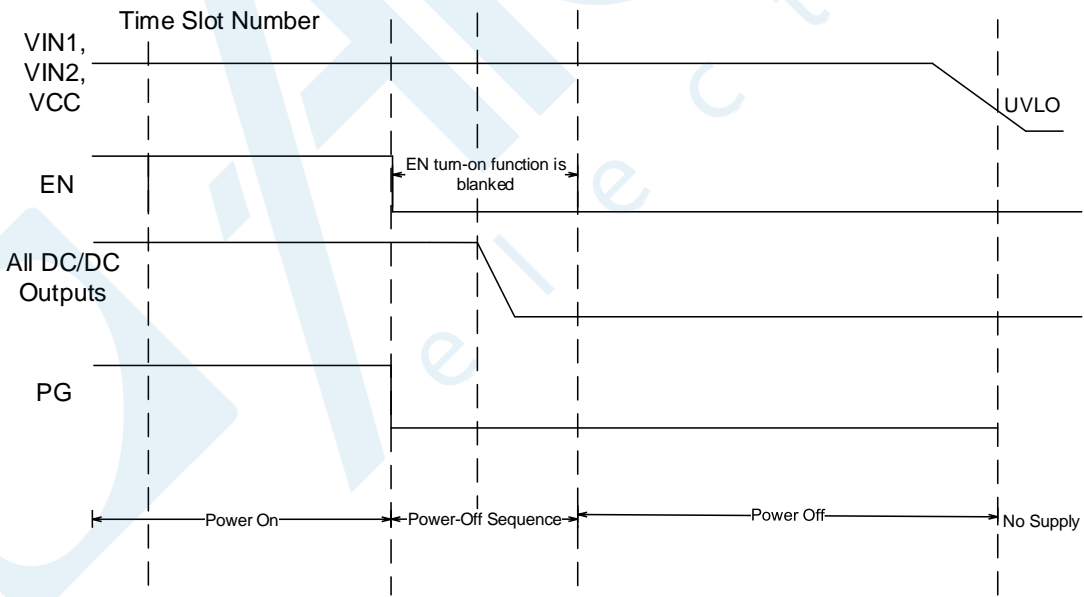 Time Slot Number
VIN1,
VIN2,
VCC
UVLO
EN
EN turn-on function is
blanked
All DC/DC
Outputs
PG
Power On
Power-Off Sequence
Power Off
No Supply